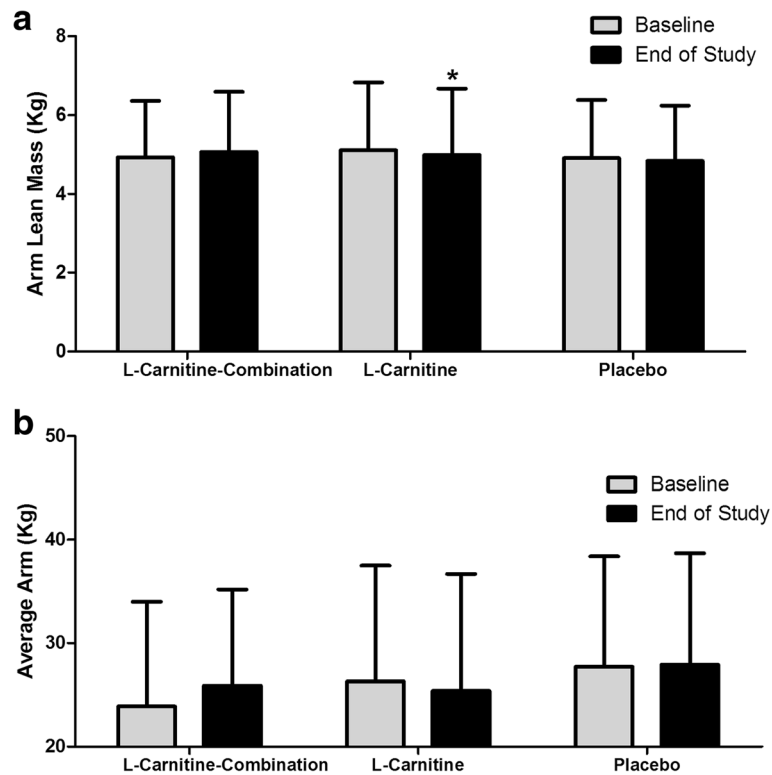 a
8
6
4
2
0
Arm Lean Mass (Kg)
Baseline
End of Study
*
L-Carnitine-Combination L-Carnitine Placebo
b
50
40
30
20
Average Arm (Kg)
Baseline
End of Study
L-Carnitine-Combination L-Carnitine Placebo